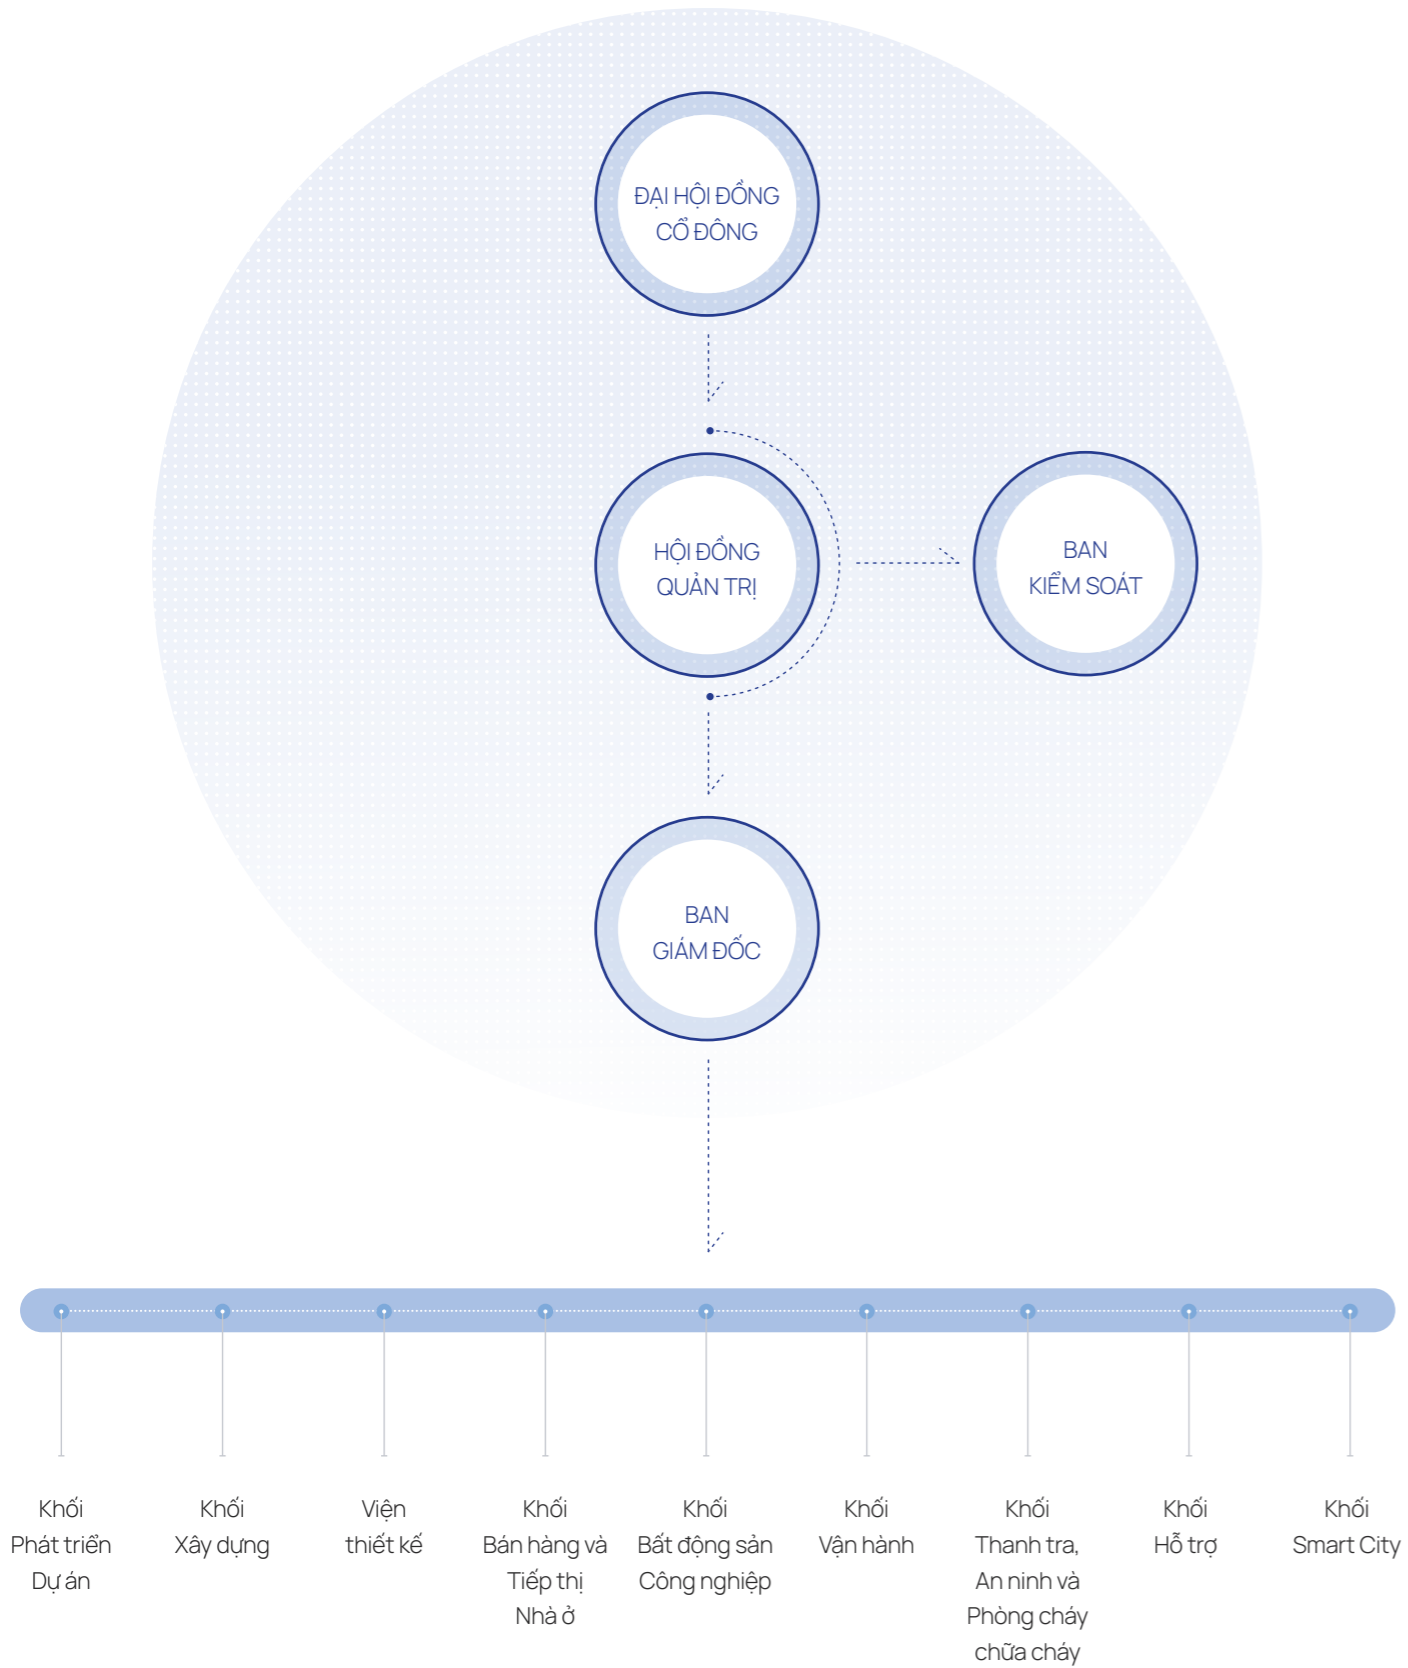 ĐẠI HỘI ĐỒNG
CỔ ĐÔNG
HỘI ĐỒNG
QUẢN TRỊ
BAN
KIỂM SOÁT
BAN
GIÁM ĐỐC
Khối
Phát triển
Dự án
Khối
Xây dựng
Viện
thiết kế
Khối
Bán hàng và
Tiếp thị
Nhà ở
Khối
Bất động sản
Công nghiệp
Khối
Vận hành
Khối
Thanh tra,
An ninh và
Phòng cháy
chữa cháy
Khối
Hỗ trợ
Khối
Smart City